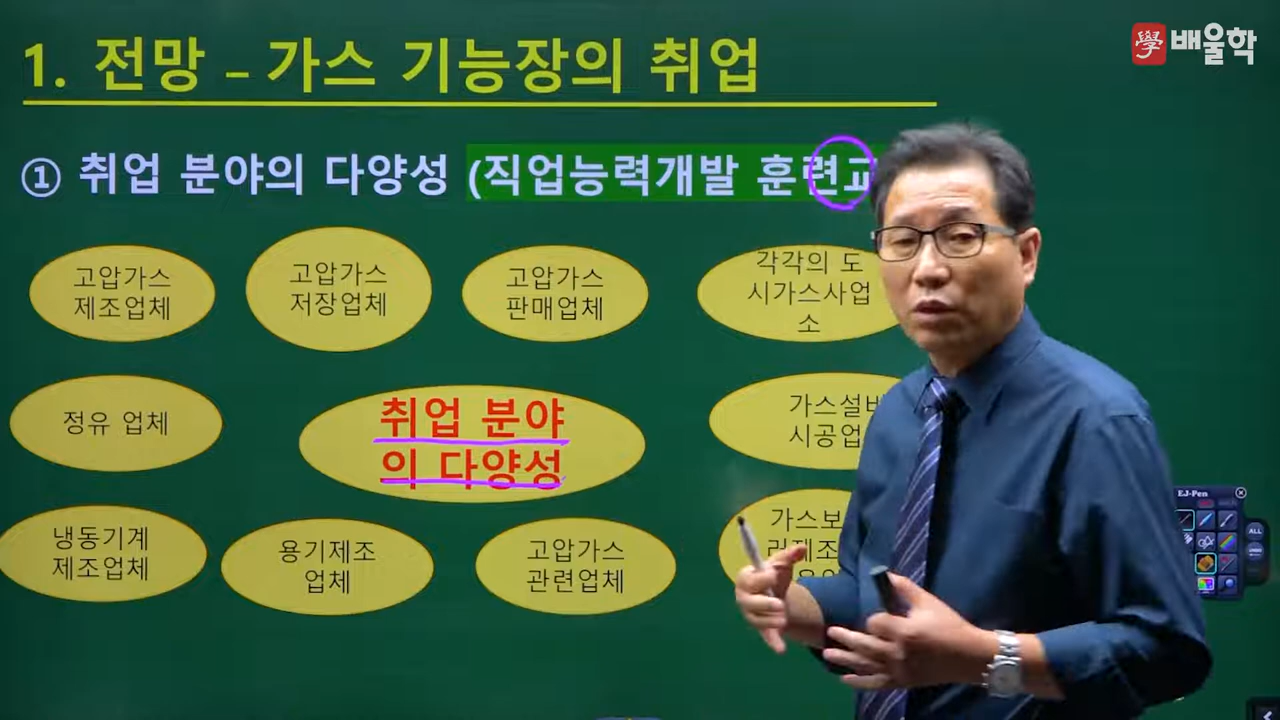 1. 전망 – 가스 기능장의 취업
學 배울학
① 취업 분야의 다양성 (직업능력개발 훈련교
고압가스
제조업체
고압가스
저장업체
고압가스
판매업체
각각의 도
시가스사업
소
정유 업체
취업 분야
의 다양성
가스설비
시공업
냉동기계
제조업체
용기제조
업체
고압가스
관련업체
가스보
EJ-Pen
ALL